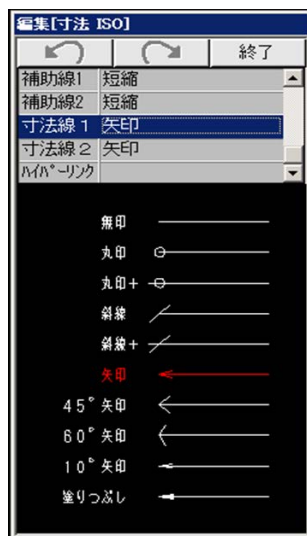 編集[寸法 ISO]
終了
補助線1 短縮
補助線2 短縮
寸法線1 矢印
寸法線2 矢印
ハイパーリンク
無印
丸印
丸印+
斜線
斜線+
矢印
45°矢印
60°矢印
10°矢印
塗りつぶし